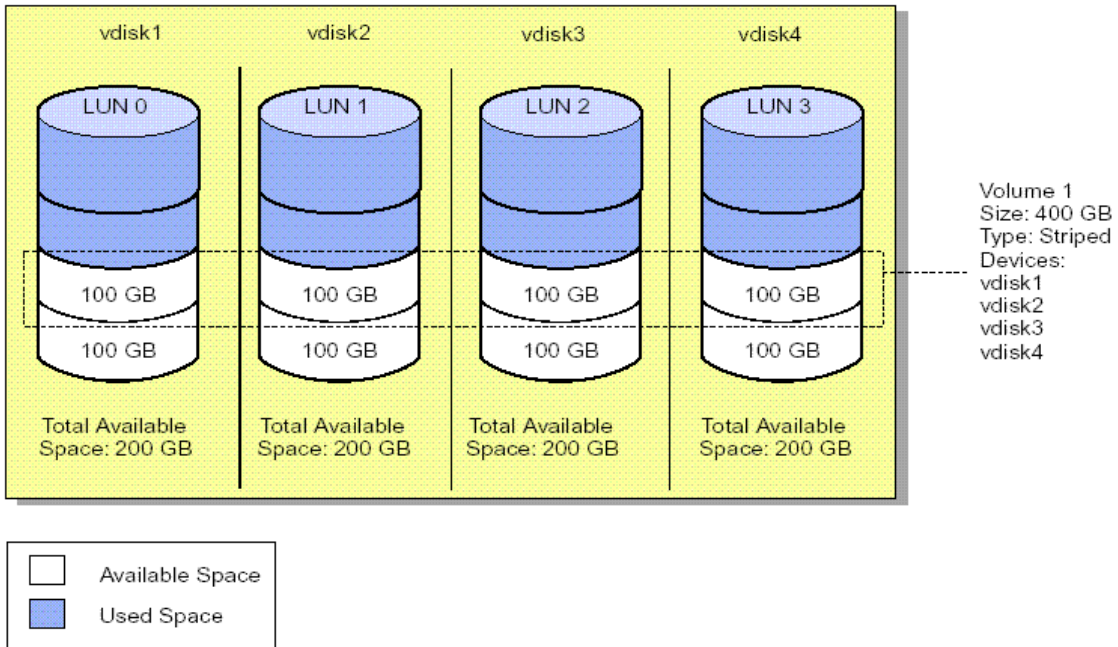 vdisk1
vdisk2
vdisk3
vdisk4
LUN 0
LUN 1
LUN 2
LUN 3
100 GB
100 GB
100 GB
100 GB
100 GB
100 GB
100 GB
100 GB
Total Available
Space: 200 GB
Total Available
Space: 200 GB
Total Available
Space: 200 GB
Total Available
Space: 200 GB
Volume 1
Size: 400 GB
Type: Striped
Devices:
vdisk1
vdisk2
vdisk3
vdisk4
Available Space
Used Space